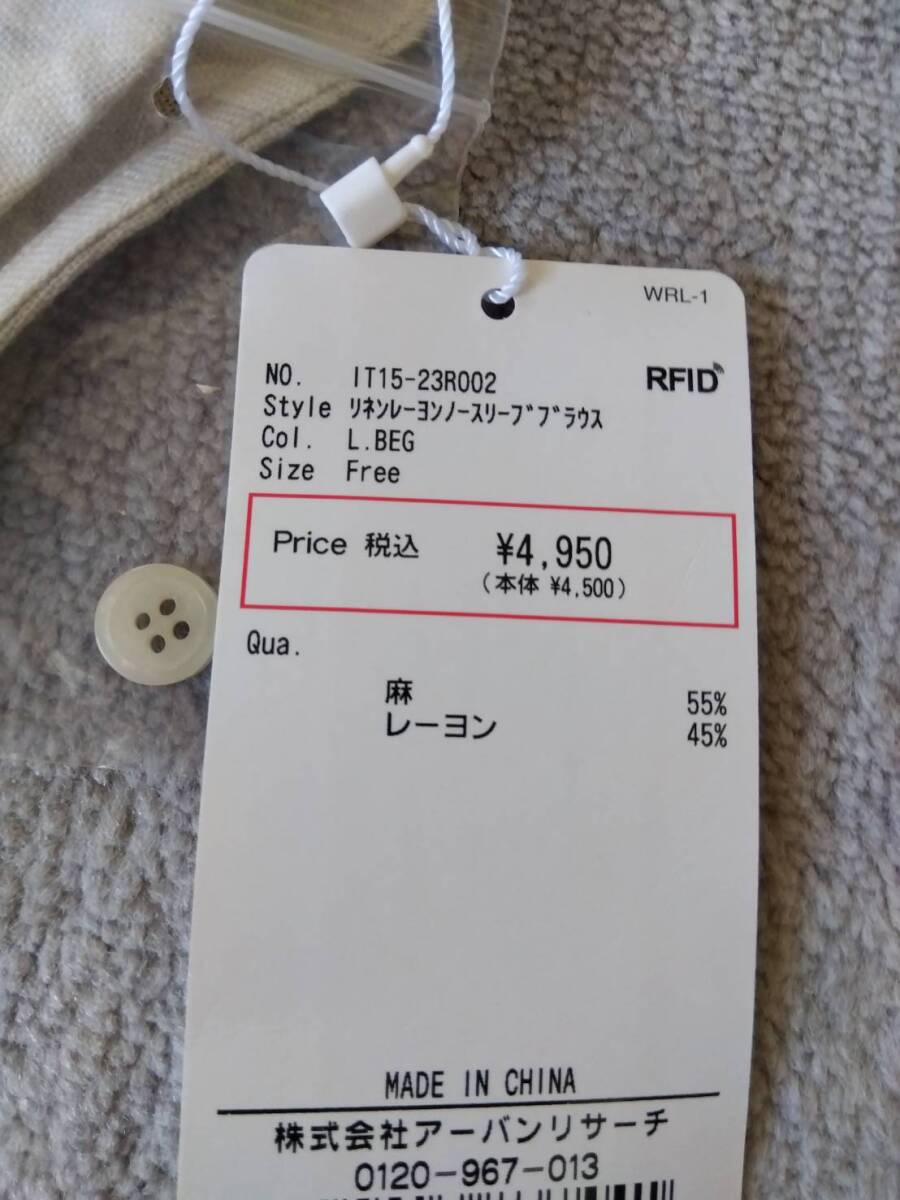 WRL-1
RFID
NO. IT15-23R002
Style ﾘﾈﾝﾚｰﾖﾝﾉｰｽﾘｰﾌﾞﾌﾞﾗｳｽ
Col. L.BEG
Size Free
Price 税込 ¥4,950
(本体 ¥4,500)
Qua.
麻 55%
レーヨン 45%
MADE IN CHINA
株式会社アーバンリサーチ
0120-967-013